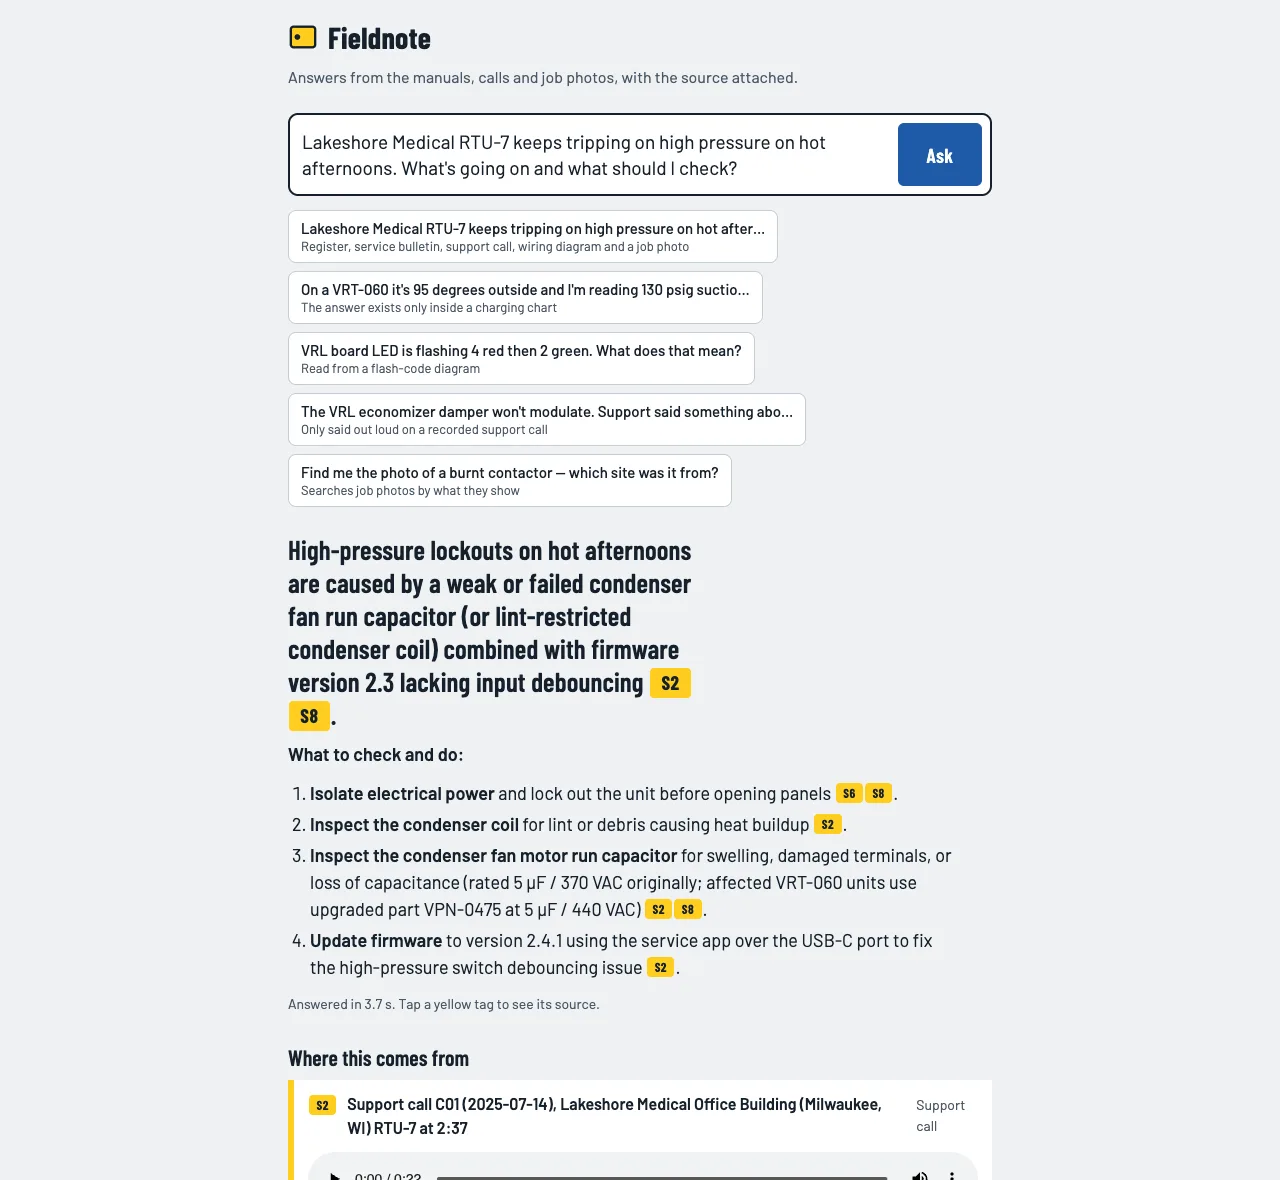 Fieldnote
Answers from the manuals, calls and job photos, with the source attached.
Lakeshore Medical RTU-7 keeps tripping on high pressure on hot
afternoons. What's going on and what should I check?
Ask
Lakeshore Medical RTU-7 keeps tripping on high pressure on hot after...
Register, service bulletin, support call, wiring diagram and a job photo
On a VRT-060 it's 95 degrees outside and I'm reading 130 psig suctio...
The answer exists only inside a charging chart
VRL board LED is flashing 4 red then 2 green. What does that mean?
Read from a flash-code diagram
The VRL economizer damper won't modulate. Support said something abo...
Only said out loud on a recorded support call
Find me the photo of a burnt contactor — which site was it from?
Searches job photos by what they show
High-pressure lockouts on hot afternoons
are caused by a weak or failed condenser
fan run capacitor (or lint-restricted
condenser coil) combined with firmware
version 2.3 lacking input debouncing S2
S8.
What to check and do:
1. Isolate electrical power and lock out the unit before opening panels S6 S8.
2. Inspect the condenser coil for lint or debris causing heat buildup S2.
3. Inspect the condenser fan motor run capacitor for swelling, damaged terminals, or
loss of capacitance (rated 5 µF / 370 VAC originally; affected VRT-060 units use
upgraded part VPN-0475 at 5 µF / 440 VAC) S2 S8.
4. Update firmware to version 2.4.1 using the service app over the USB-C port to fix
the high-pressure switch debouncing issue S2.
Answered in 3.7 s. Tap a yellow tag to see its source.
Where this comes from
S2 Support call C01 (2025-07-14), Lakeshore Medical Office Building (Milwaukee,
WI) RTU-7 at 2:37
Support
call
0:00 / 0:22